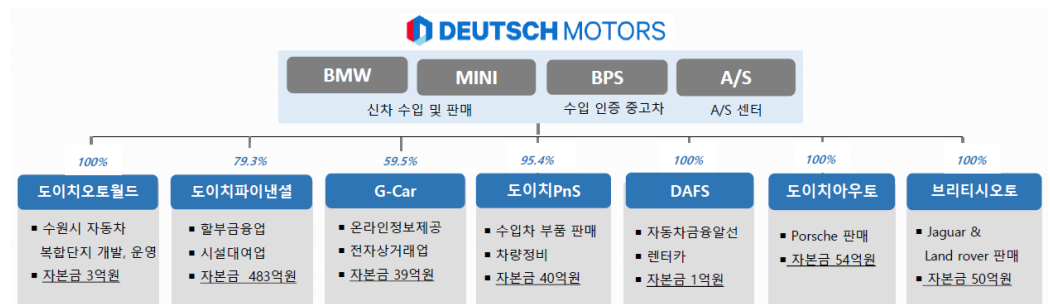 DEUTSCH MOTORS
BMW MINI BPS A/S
신차 수입 및 판매 수입 인증 중고차 A/S 센터
100% 79.3% 59.5% 95.4% 100% 100% 100%
도이치오토월드
▪ 수원시 자동차
복합단지 개발, 운영
▪ 자본금 3억원
도이치파이낸셜
▪ 할부금융업
▪ 시설대여업
▪ 자본금 483억원
G-Car
▪ 온라인정보제공
▪ 전자상거래업
▪ 자본금 39억원
도이치PnS
▪ 수입차 부품 판매
▪ 차량정비
▪ 자본금 40억원
DAFS
▪ 자동차금융알선
▪ 렌터카
▪ 자본금 1억원
도이치아우토
▪ Porsche 판매
▪ 자본금 54억원
브리티시오토
▪ Jaguar &
Land rover 판매
▪ 자본금 50억원